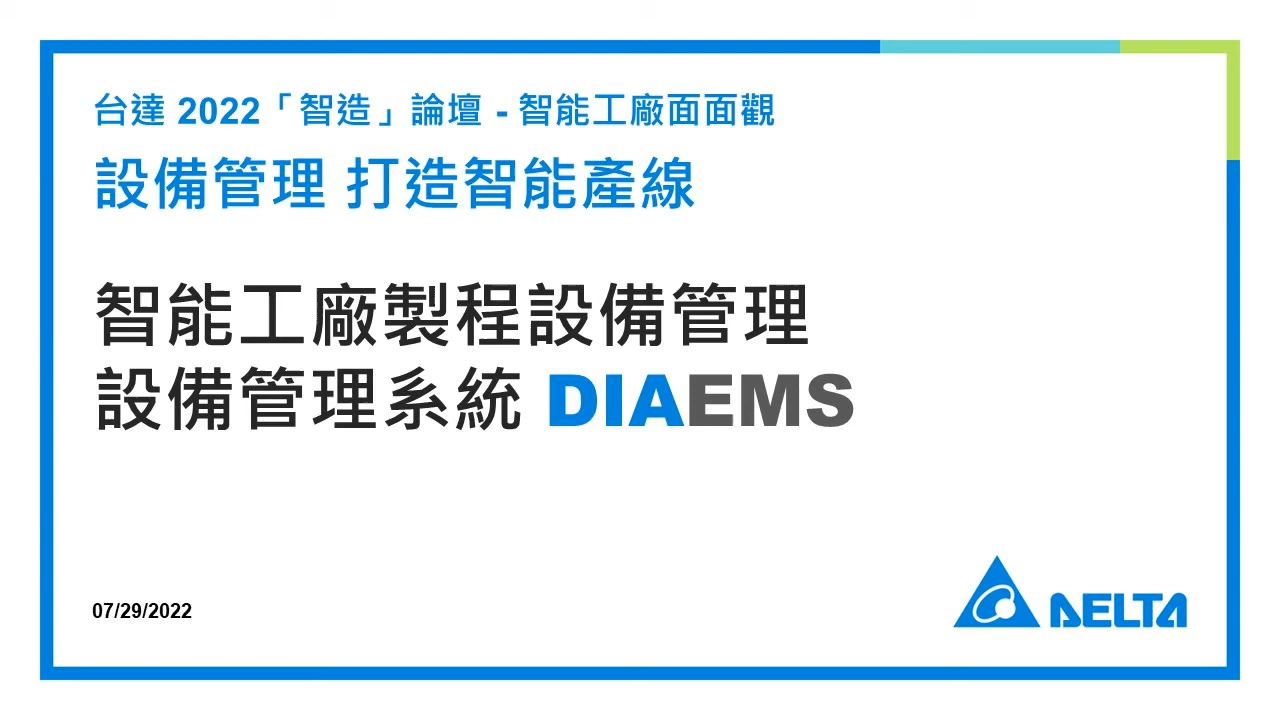 台達 2022「智造」論壇 - 智能工廠面面觀
設備管理 打造智能產線
智能工廠製程設備管理
設備管理系統 DIAEMS
07/29/2022
DELTA